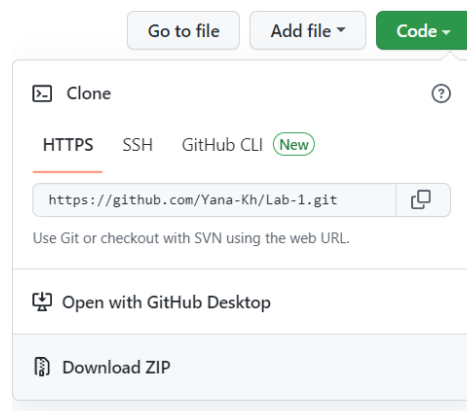 Go to file Add file Code
Clone
HTTPS SSH GitHub CLI New
https://github.com/Yana-Kh/Lab-1.git
Use Git or checkout with SVN using the web URL.
Open with GitHub Desktop
Download ZIP